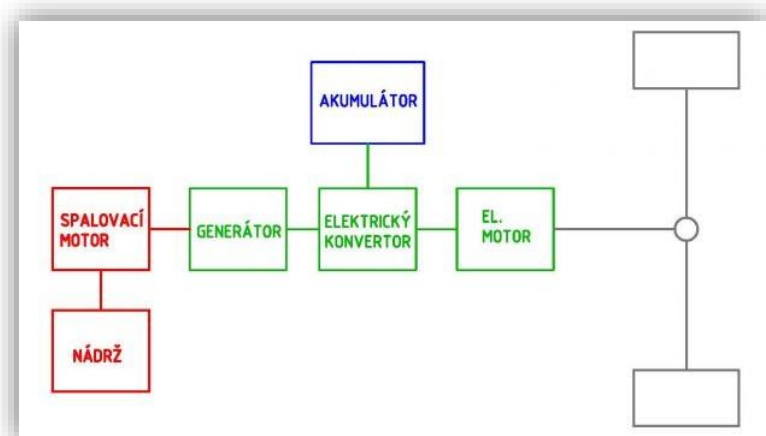 AKUMULÁTOR
SPALOVACÍ
MOTOR
GENERÁTOR
ELEKTRICKÝ
KONVERTOR
EL.
MOTOR
NÁDRŽ